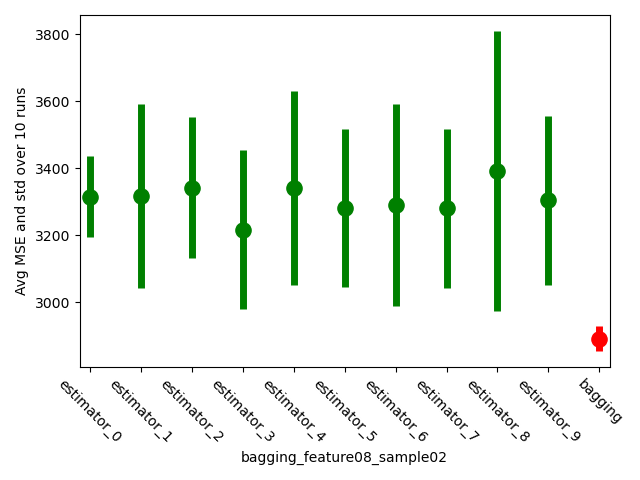 3800
3600
3400
3200
3000
Avg MSE and std over 10 runs
estimator_0
estimator_1
estimator_2
estimator_3
estimator_4
estimator_5
estimator_6
estimator_7
estimator_8
estimator_9
bagging
bagging_feature08_sample02